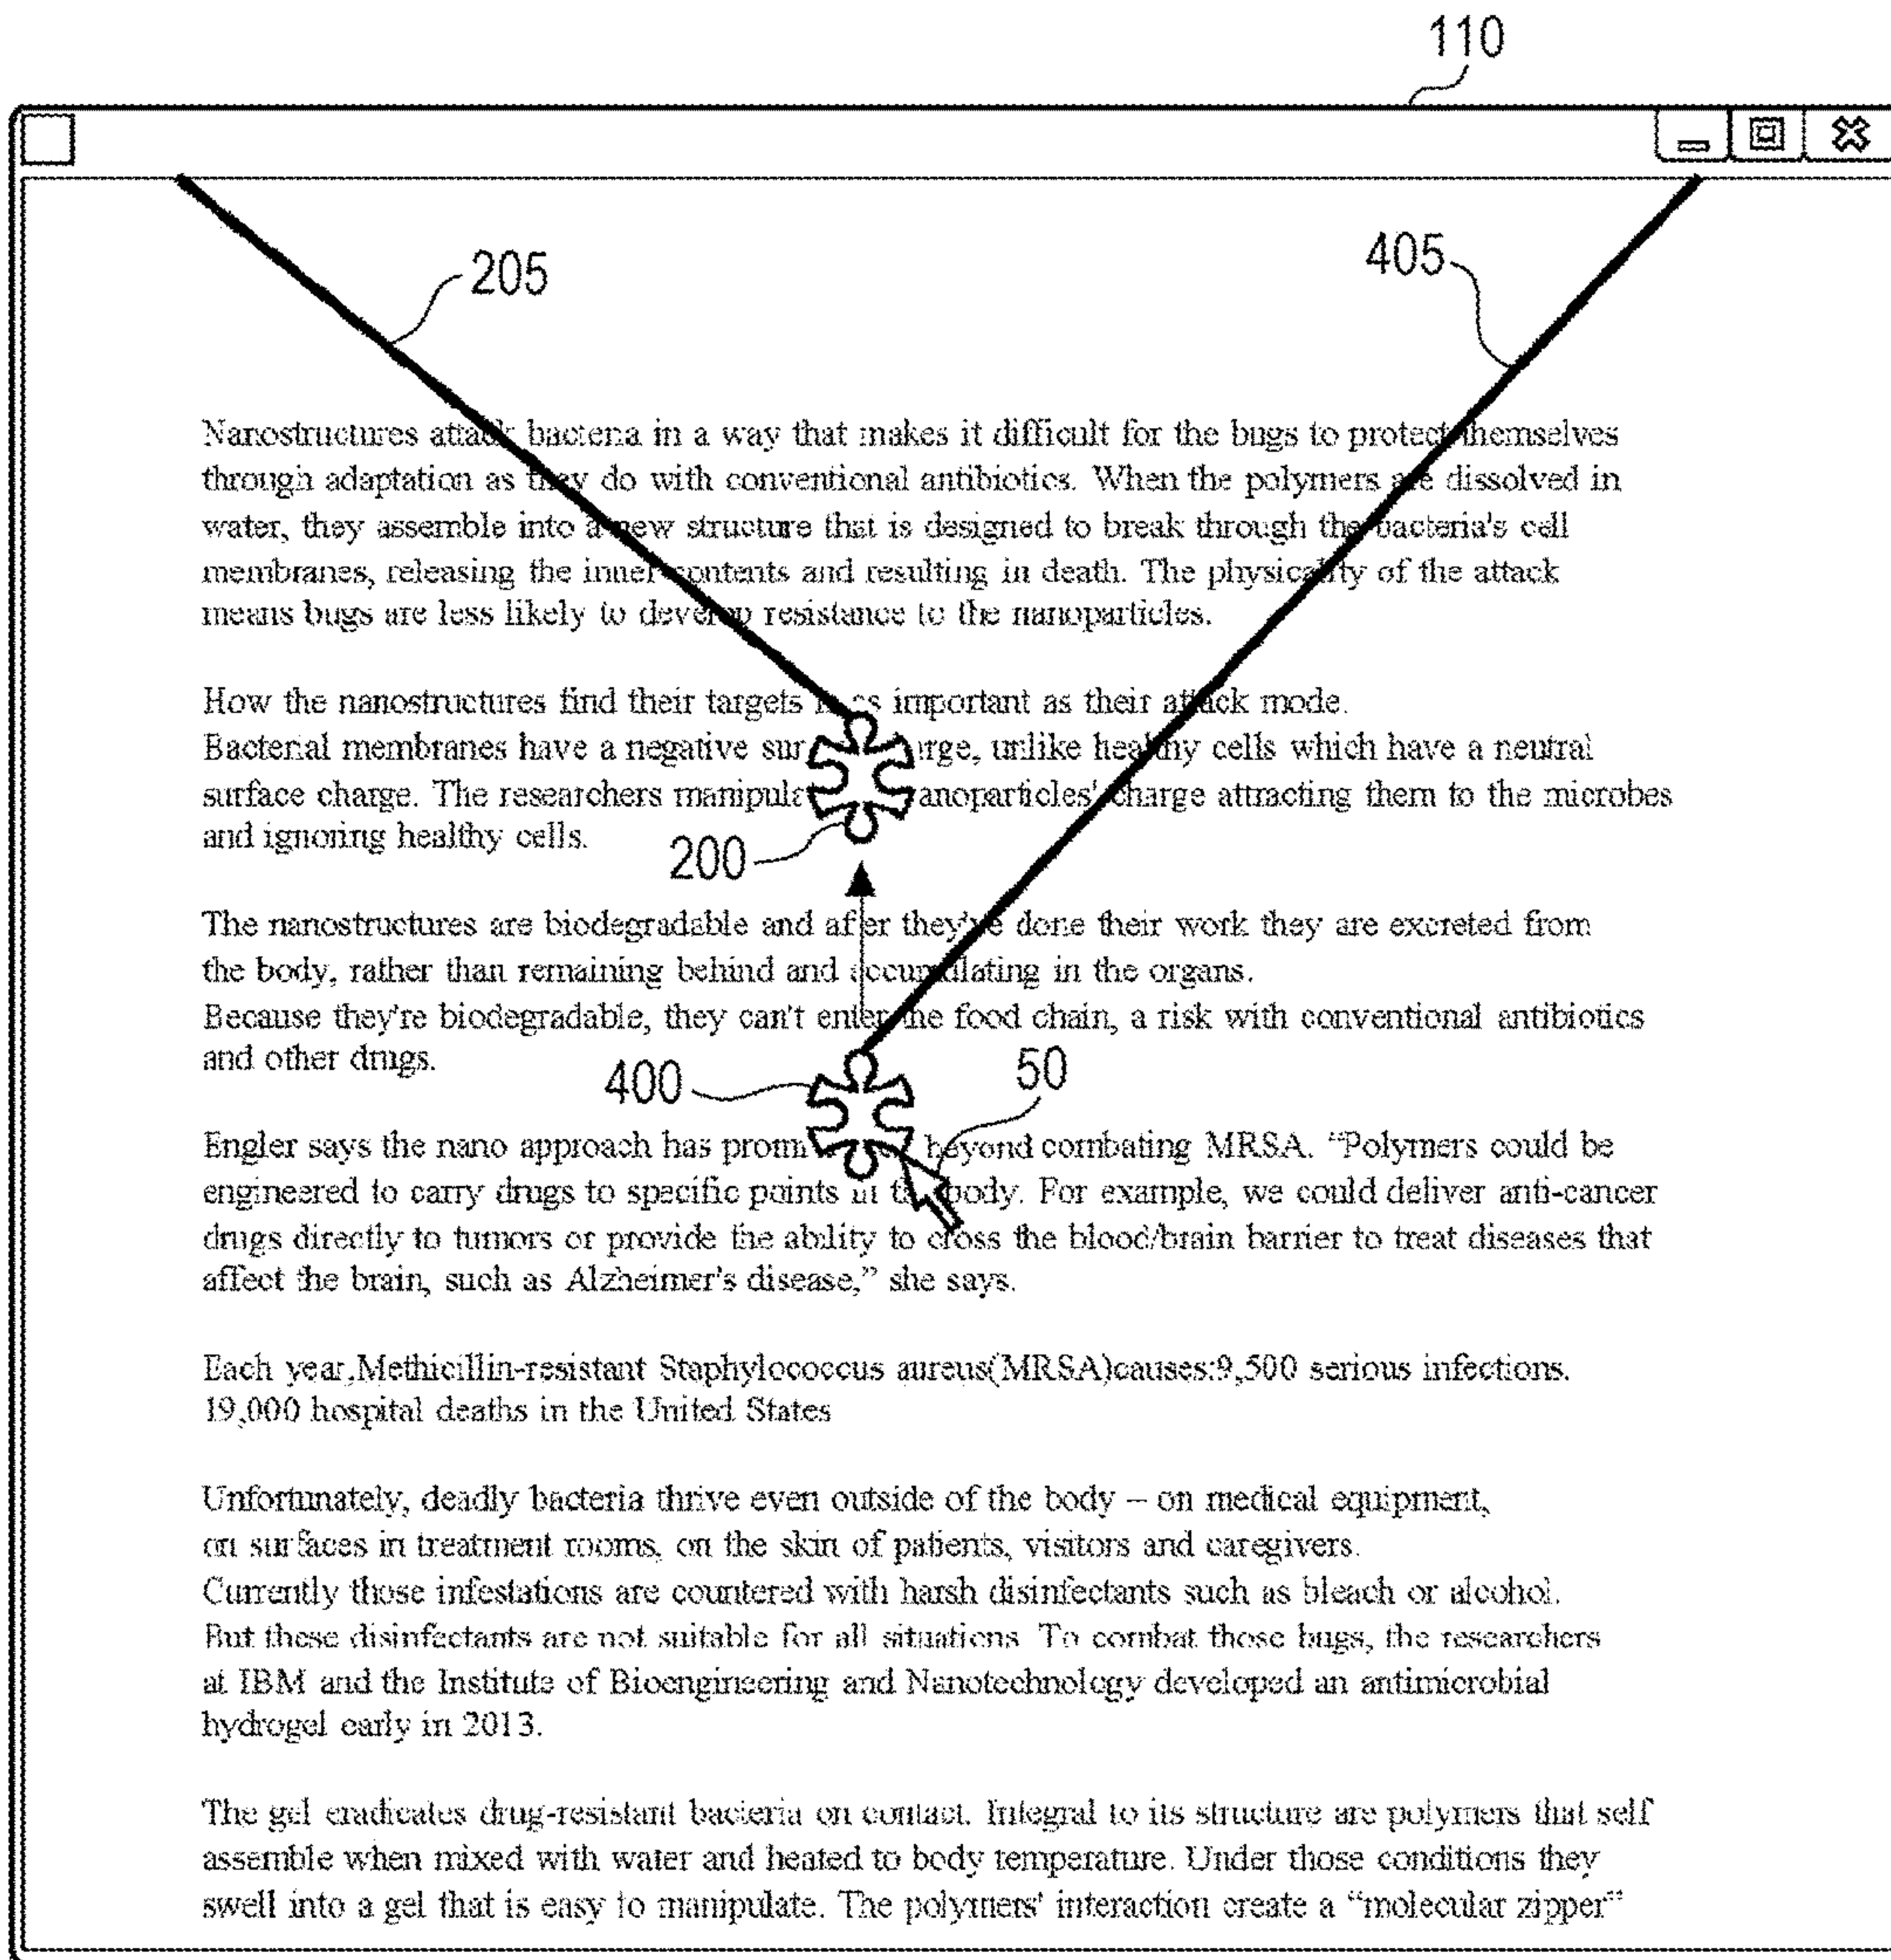 110
205
405
Nanostructures attack bacteria in a way that makes it difficult for the bugs to protect themselves
through adaptation as they do with conventional antibiotics. When the polymers are dissolved in
water, they assemble into a new structure that is designed to break through the bacteria's cell
membranes, releasing the inner contents and resulting in death. The physicality of the attack
means bugs are less likely to develop resistance to the nanoparticles.
How the nanostructures find their targets is as important as their attack mode.
Bacterial membranes have a negative sur rge, unlike healthy cells which have a neutral
surface charge. The researchers manipula anoparticles' charge attracting them to the microbes
and ignoring healthy cells.
200
The nanostructures are biodegradable and after they've done their work they are excreted from
the body, rather than remaining behind and accumulating in the organs.
Because they're biodegradable, they can't enter the food chain, a risk with conventional antibiotics
and other drugs.
400
50
Engler says the nano approach has prom beyond combating MRSA. “Polymers could be
engineered to carry drugs to specific points in the body. For example, we could deliver anti-cancer
drugs directly to tumors or provide the ability to cross the blood/brain barrier to treat diseases that
affect the brain, such as Alzheimer's disease,” she says.
Each year,Methicillin-resistant Staphylococcus aureus(MRSA)causes:9,500 serious infections.
19,000 hospital deaths in the United States
Unfortunately, deadly bacteria thrive even outside of the body – on medical equipment,
on surfaces in treatment rooms, on the skin of patients, visitors and caregivers.
Currently those infestations are countered with harsh disinfectants such as bleach or alcohol.
But these disinfectants are not suitable for all situations. To combat those bugs, the researchers
at IBM and the Institute of Bioengineering and Nanotechnology developed an antimicrobial
hydrogel early in 2013.
The gel eradicates drug-resistant bacteria on contact. Integral to its structure are polymers that self
assemble when mixed with water and heated to body temperature. Under those conditions they
swell into a gel that is easy to manipulate. The polymers' interaction create a “molecular zipper”